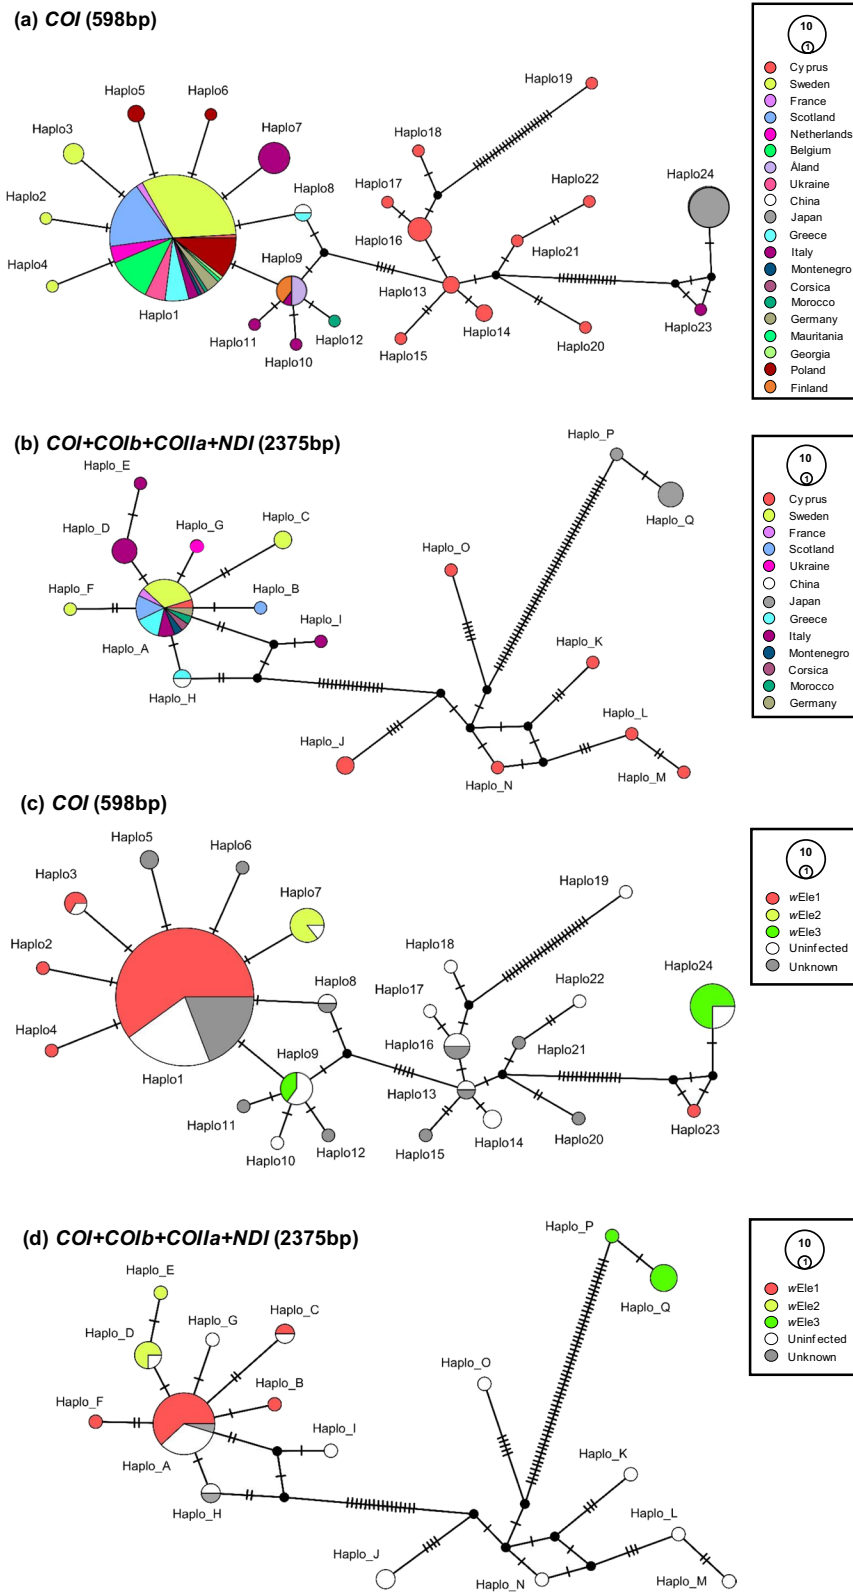 (a) COI (598bp)
Haplo19
Haplo5
Haplo6
Haplo3
Haplo7
Haplo18
Haplo2
Haplo8
Haplo17
Haplo22
Haplo24
Haplo16
Haplo21
Haplo4
Haplo9
Haplo13
Haplo1
Haplo11
Haplo10
Haplo12
Haplo14
Haplo15
Haplo20
Haplo23
10
1
Cyprus
Sweden
France
Scotland
Netherlands
Belgium
Åland
Ukraine
China
Japan
Greece
Italy
Montenegro
Corsica
Morocco
Germany
Mauritania
Georgia
Poland
Finland
(b) COI+COIb+COIIa+NDI (2375bp)
Haplo_P
Haplo_E
Haplo_D
Haplo_G
Haplo_C
Haplo_Q
Haplo_O
Haplo_F
Haplo_B
Haplo_I
Haplo_A
Haplo_K
Haplo_H
Haplo_J
Haplo_L
Haplo_N
Haplo_M
10
1
Cyprus
Sweden
France
Scotland
Ukraine
China
Japan
Greece
Italy
Montenegro
Corsica
Morocco
Germany
(c) COI (598bp)
Haplo5
Haplo6
Haplo3
Haplo7
Haplo19
Haplo2
Haplo18
Haplo8
Haplo17
Haplo22
Haplo24
Haplo4
Haplo16
Haplo21
Haplo9
Haplo1
Haplo13
Haplo11
Haplo10
Haplo12
Haplo15
Haplo14
Haplo20
Haplo23
10
1
wEle1
wEle2
wEle3
Uninfected
Unknown
(d) COI+COIb+COIIa+NDI (2375bp)
Haplo_P
Haplo_E
Haplo_D
Haplo_G
Haplo_C
Haplo_Q
Haplo_O
Haplo_F
Haplo_B
Haplo_I
Haplo_A
Haplo_K
Haplo_H
Haplo_L
Haplo_J
Haplo_N
Haplo_M
10
1
wEle1
wEle2
wEle3
Uninfected
Unknown